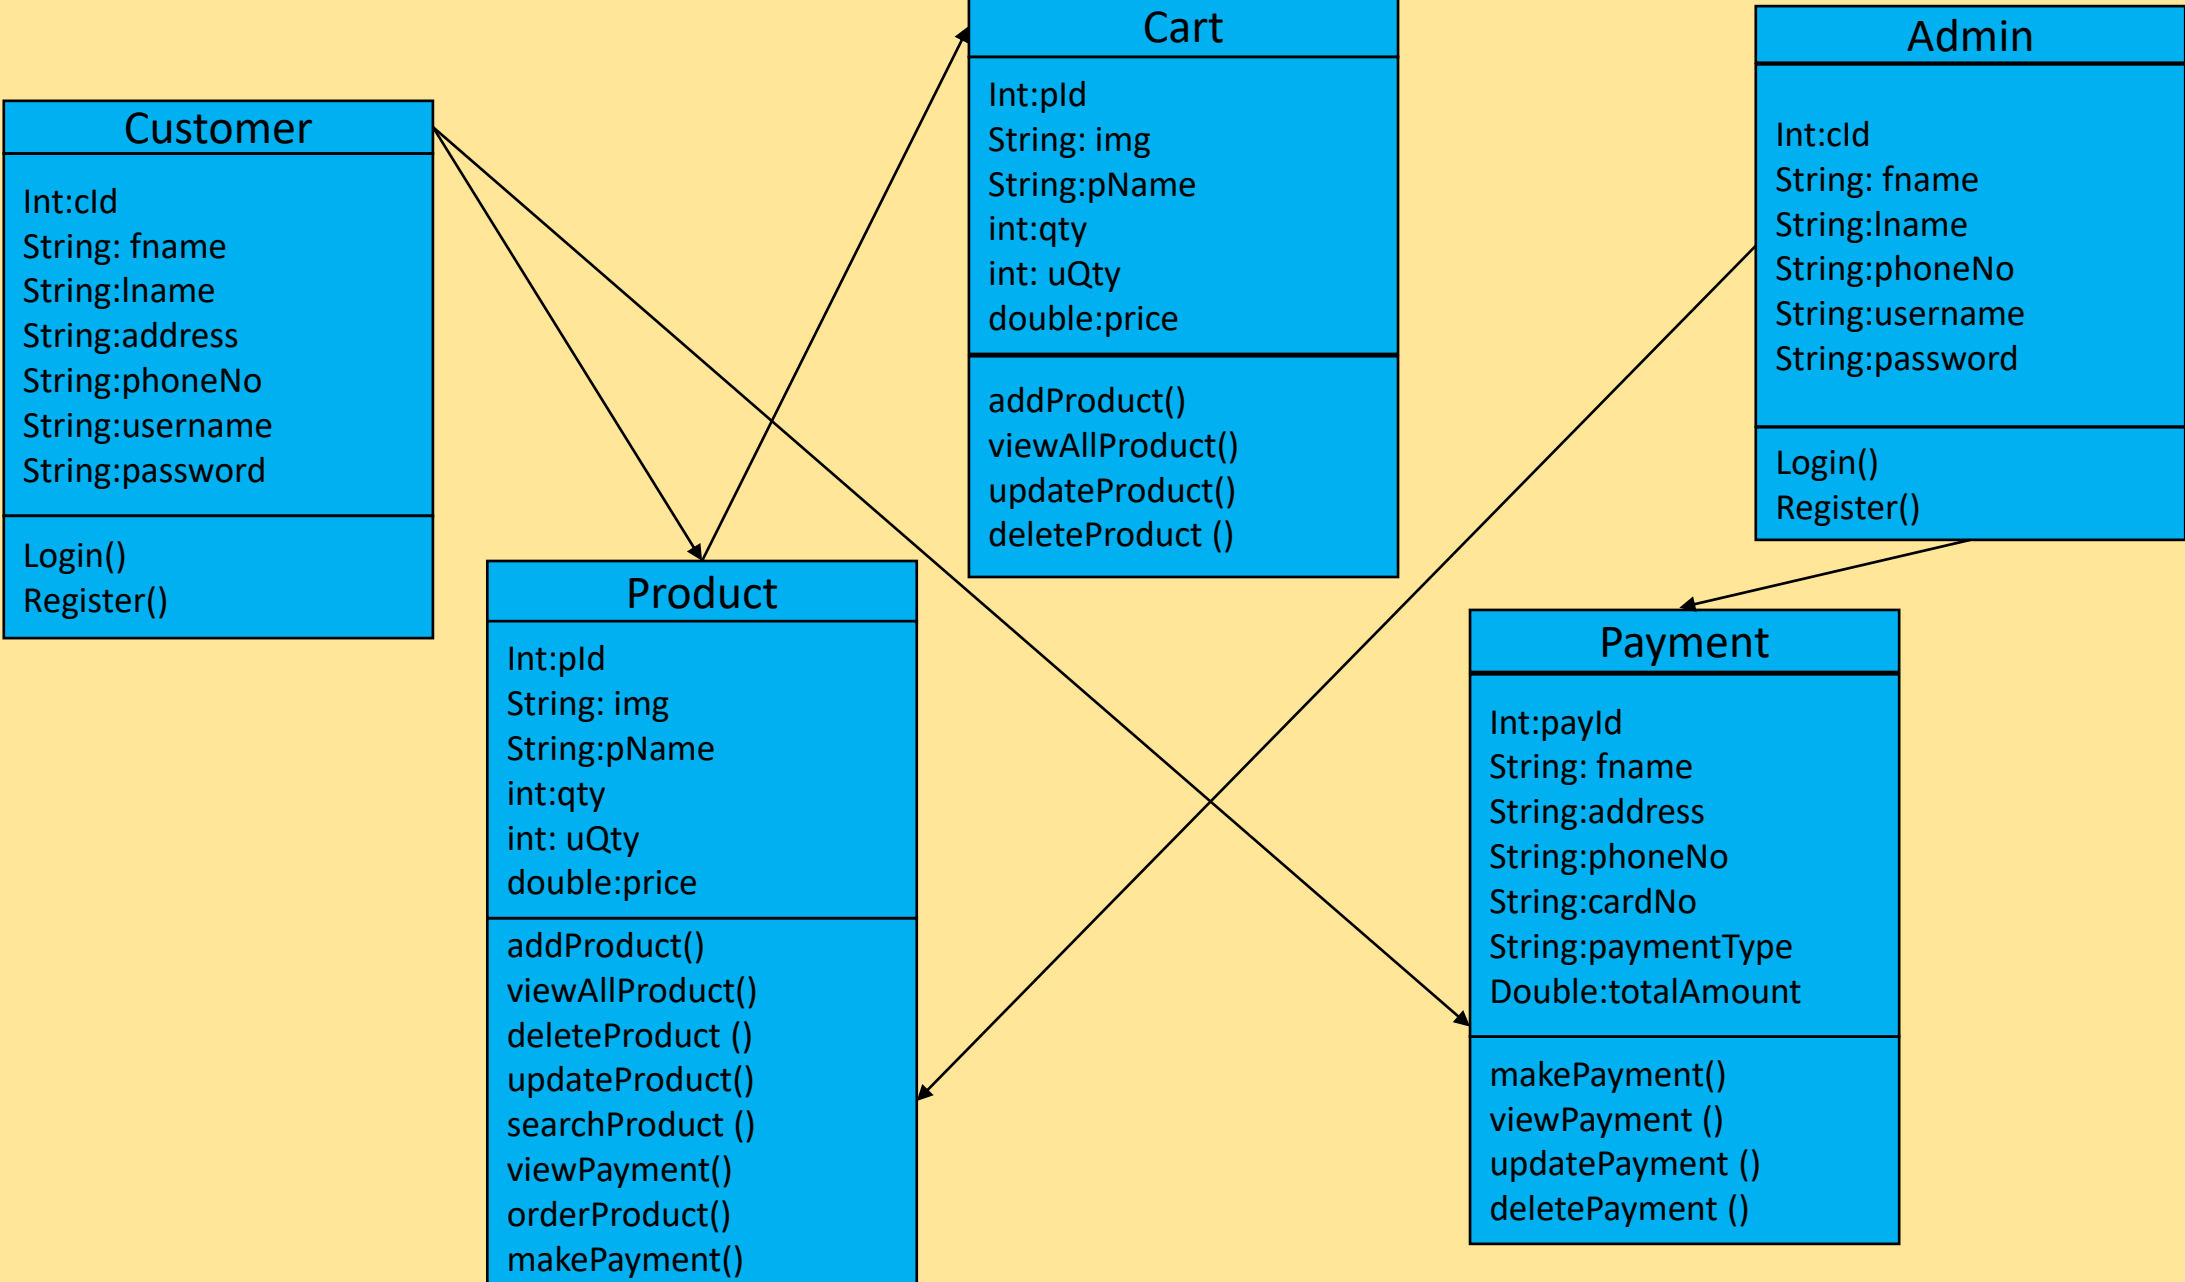 Customer
Int:cId
String: fname
String:lname
String:address
String:phoneNo
String:username
String:password
Login()
Register()
Product
Int:pId
String: img
String:pName
int:qty
int: uQty
double:price
addProduct()
viewAllProduct()
deleteProduct ()
updateProduct()
searchProduct ()
viewPayment()
orderProduct()
makePayment()
Cart
Int:pId
String: img
String:pName
int:qty
int: uQty
double:price
addProduct()
viewAllProduct()
updateProduct()
deleteProduct ()
Admin
Int:cId
String: fname
String:lname
String:phoneNo
String:username
String:password
Login()
Register()
Payment
Int:payId
String: fname
String:address
String:phoneNo
String:cardNo
String:paymentType
Double:totalAmount
makePayment()
viewPayment ()
updatePayment ()
deletePayment ()